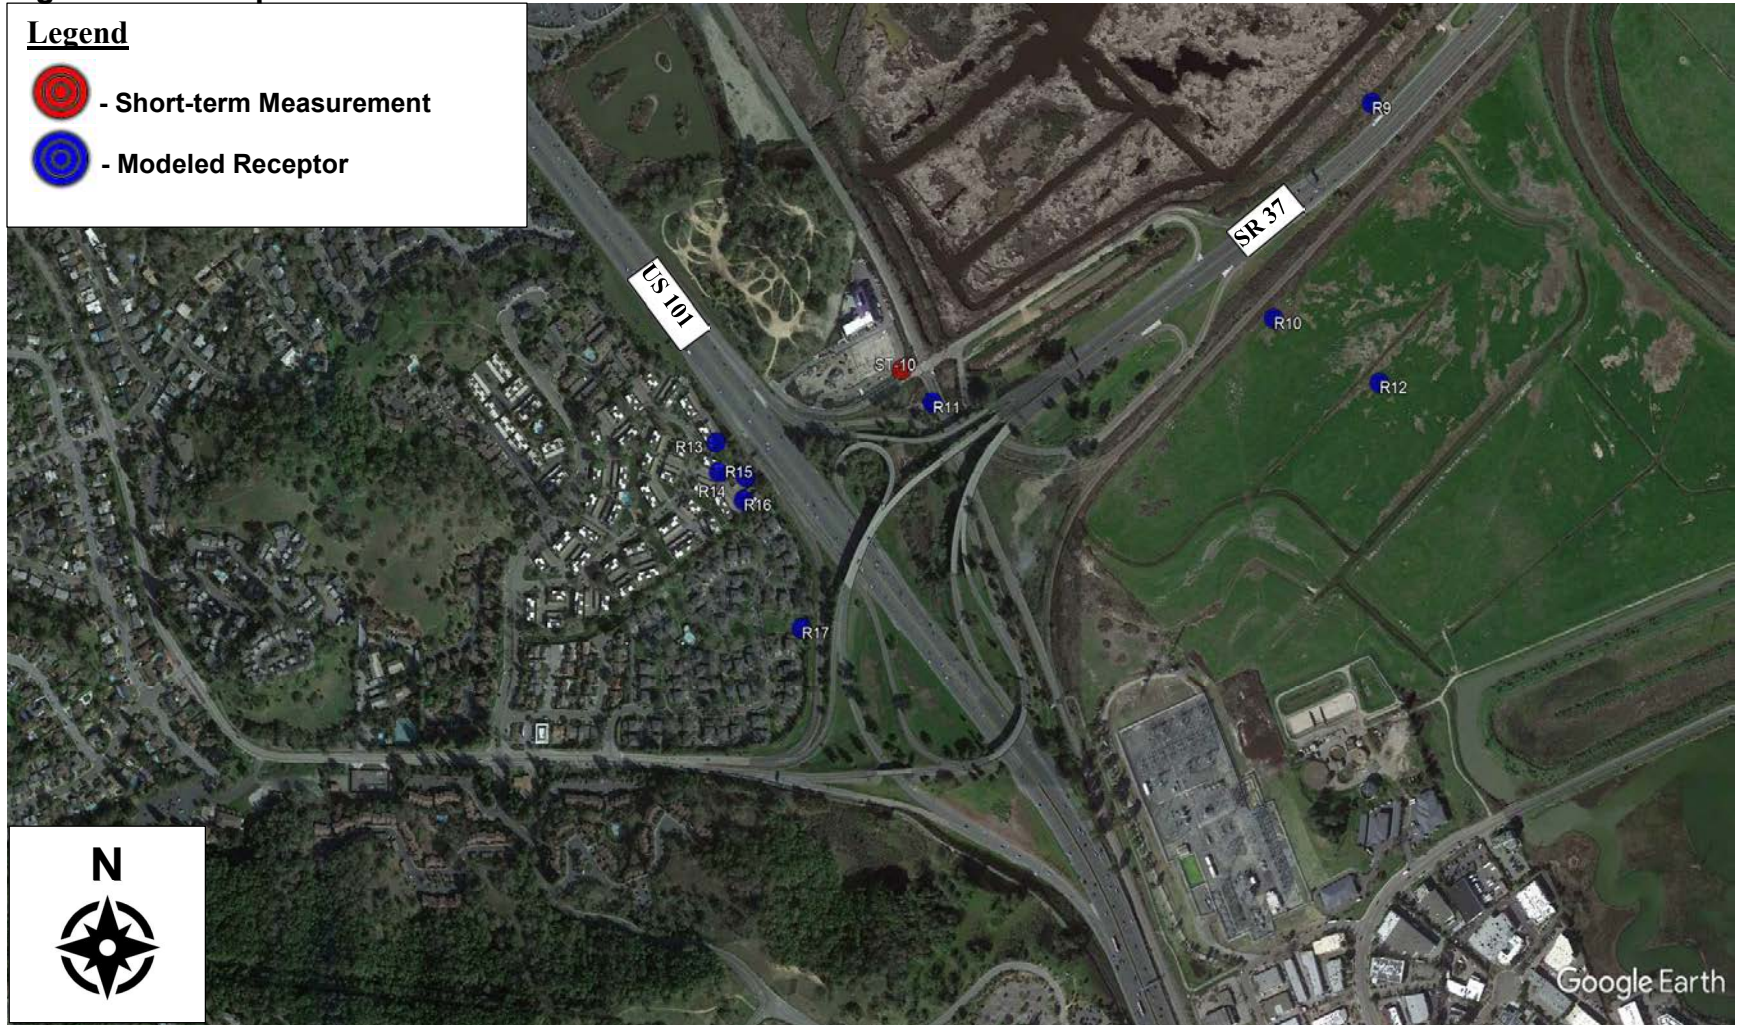 Legend
- Short-term Measurement
- Modeled Receptor
R9
SR 37
US 101
R10
ST-10
R12
R11
R13
R15
R14
R16
R17
N
Google Earth